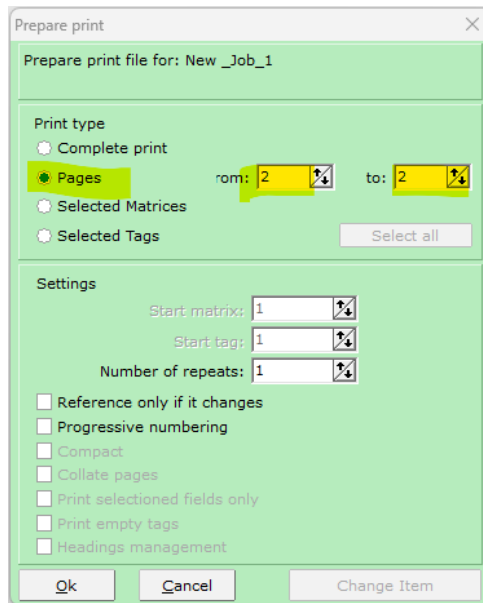 Prepare print
Prepare print file for: New _Job_1
Print type
Complete print
Pages rom: 2 to: 2
Selected Matrices
Selected Tags Select all
Settings
Start matrix: 1
Start tag: 1
Number of repeats: 1
Reference only if it changes
Progressive numbering
Compact
Collate pages
Print selectioned fields only
Print empty tags
Headings management
Ok Cancel Change Item